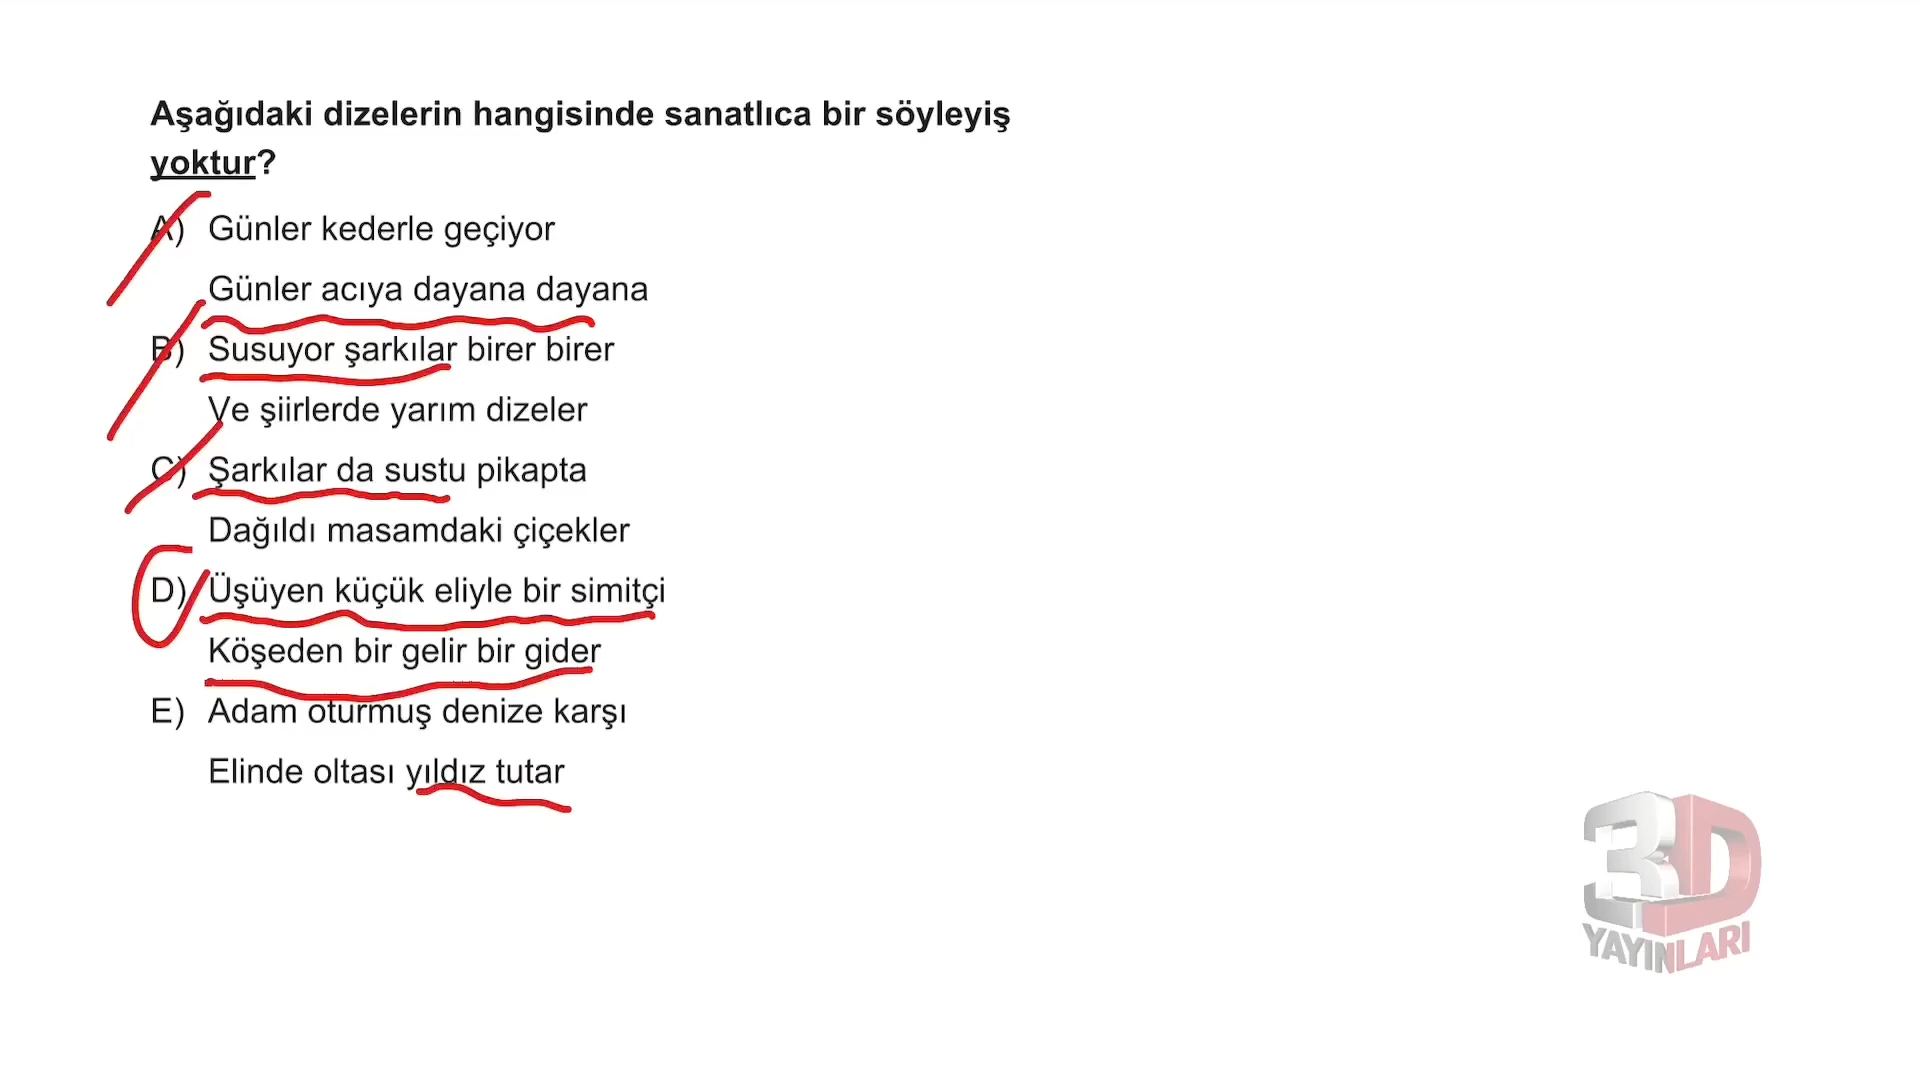 Aşağıdaki dizelerin hangisinde sanatlıca bir söyleyiş
yoktur?
A) Günler kederle geçiyor
Günler acıya dayana dayana
B) Susuyor şarkılar birer birer
Ve şiirlerde yarım dizeler
C) Şarkılar da sustu pikapta
Dağıldı masamdaki çiçekler
D) Üşüyen küçük eliyle bir simitçi
Köşeden bir gelir bir gider
E) Adam oturmuş denize karşı
Elinde oltası yıldız tutar
3D
YAYINLARI